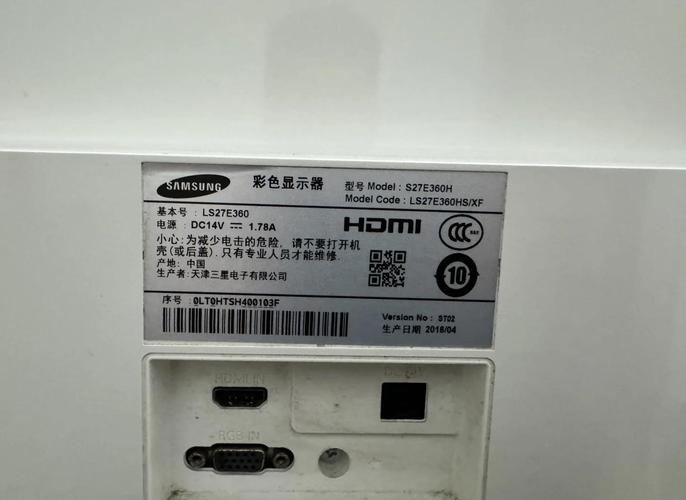 SAMSUNG 彩色显示器 型号 Model : S27E360H
Model Code : LS27E360HS/XF
基本号 : LS27E360
电源 : DC14V ⎓ 1.78A
HDMI
小心:为减少电击的危险, 请不要打开机
壳(或后盖). 只有专业人员才能维修.
产地: 中国
生产者:天津三星电子有限公司
10
序号 : 0LT0HTSH400103F
Version No : ST02
生产日期 2018/04
HDMI IN
RGB IN